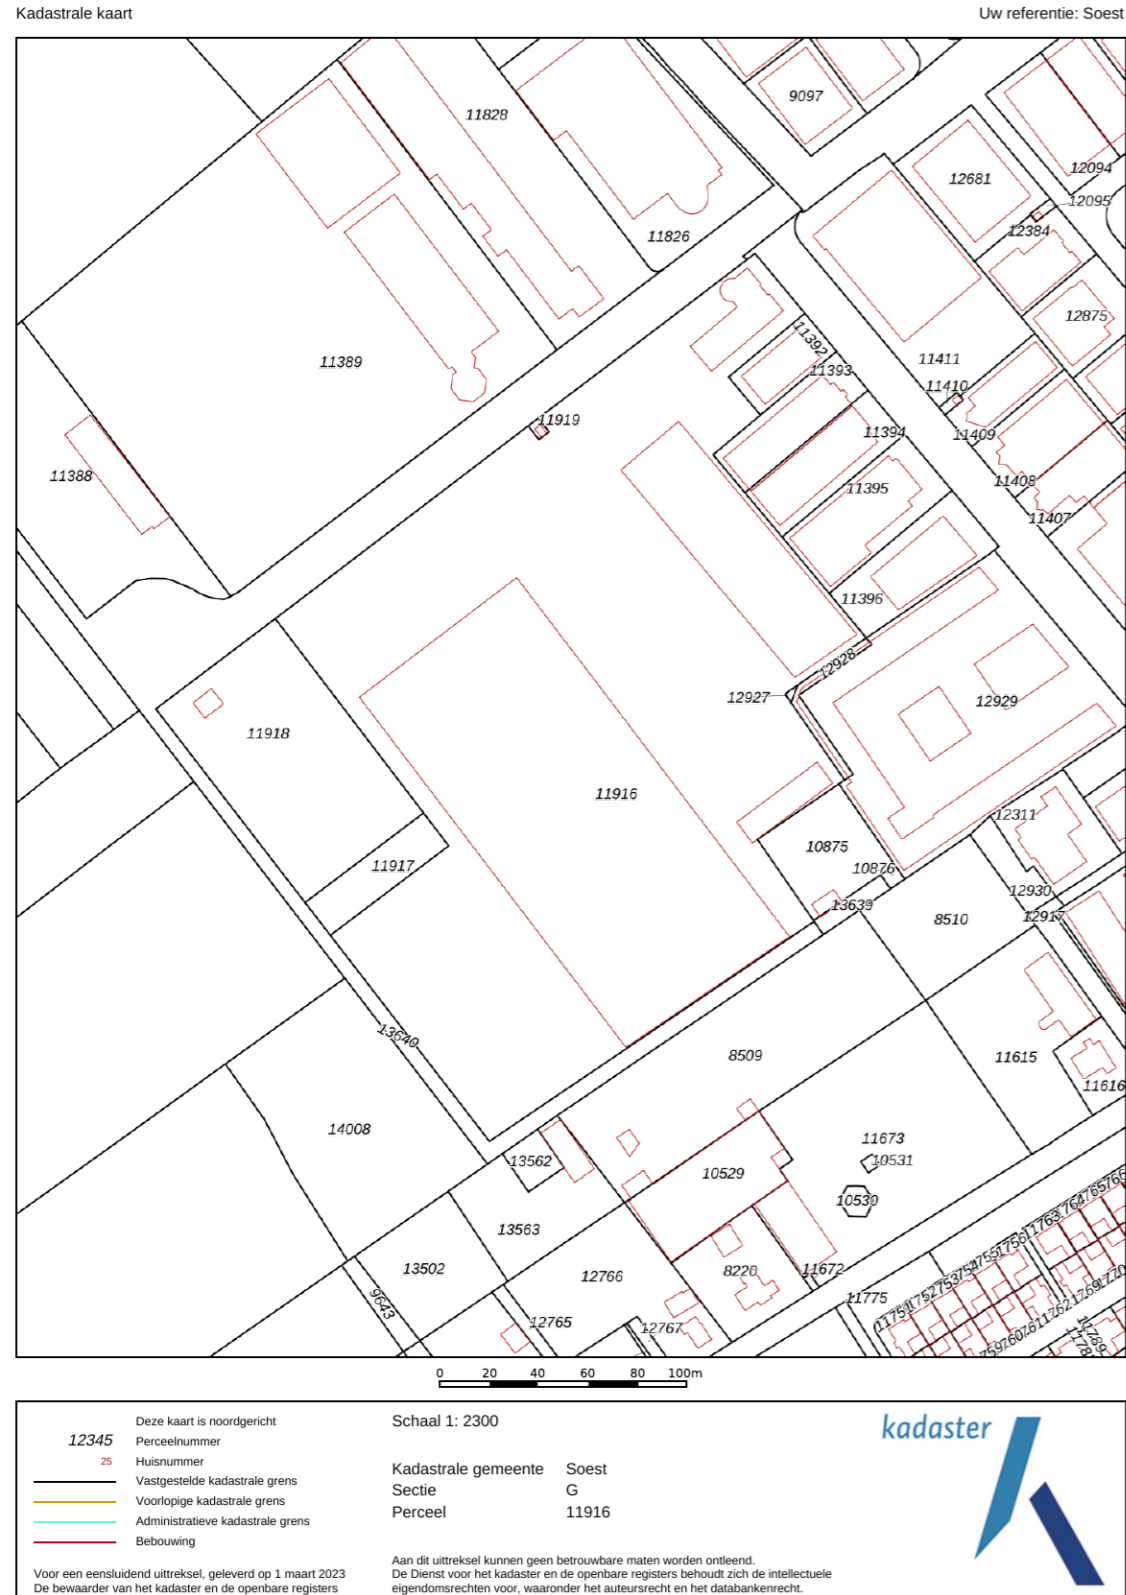 Kadastrale kaart
Uw referentie: Soest
9097
11828
12094
12681
12095
12384
11826
12875
11392
11389
11411
11393
11410
11919
11394
11409
11388
11408
11395
11407
11396
12928
12927
12929
11918
11916
12311
10875
11917
10876
12930
13639
12917
8510
13640
8509
11615
11616
14008
11673
10531
13562
10529
10530
13563
13502
12766
8220
11672
11775
9643
12765
12767
11751
11763
11762
0 20 40 60 80 100m
Deze kaart is noordgericht
12345 Perceelnummer
25 Huisnummer
Vastgestelde kadastrale grens
Voorlopige kadastrale grens
Administratieve kadastrale grens
Bebouwing
Voor een eensluidend uittreksel, geleverd op 1 maart 2023
De bewaarder van het kadaster en de openbare registers
Schaal 1: 2300
Kadastrale gemeente Soest
Sectie G
Perceel 11916
Aan dit uittreksel kunnen geen betrouwbare maten worden ontleend.
De Dienst voor het kadaster en de openbare registers behoudt zich de intellectuele
eigendomsrechten voor, waaronder het auteursrecht en het databankenrecht.
kadaster